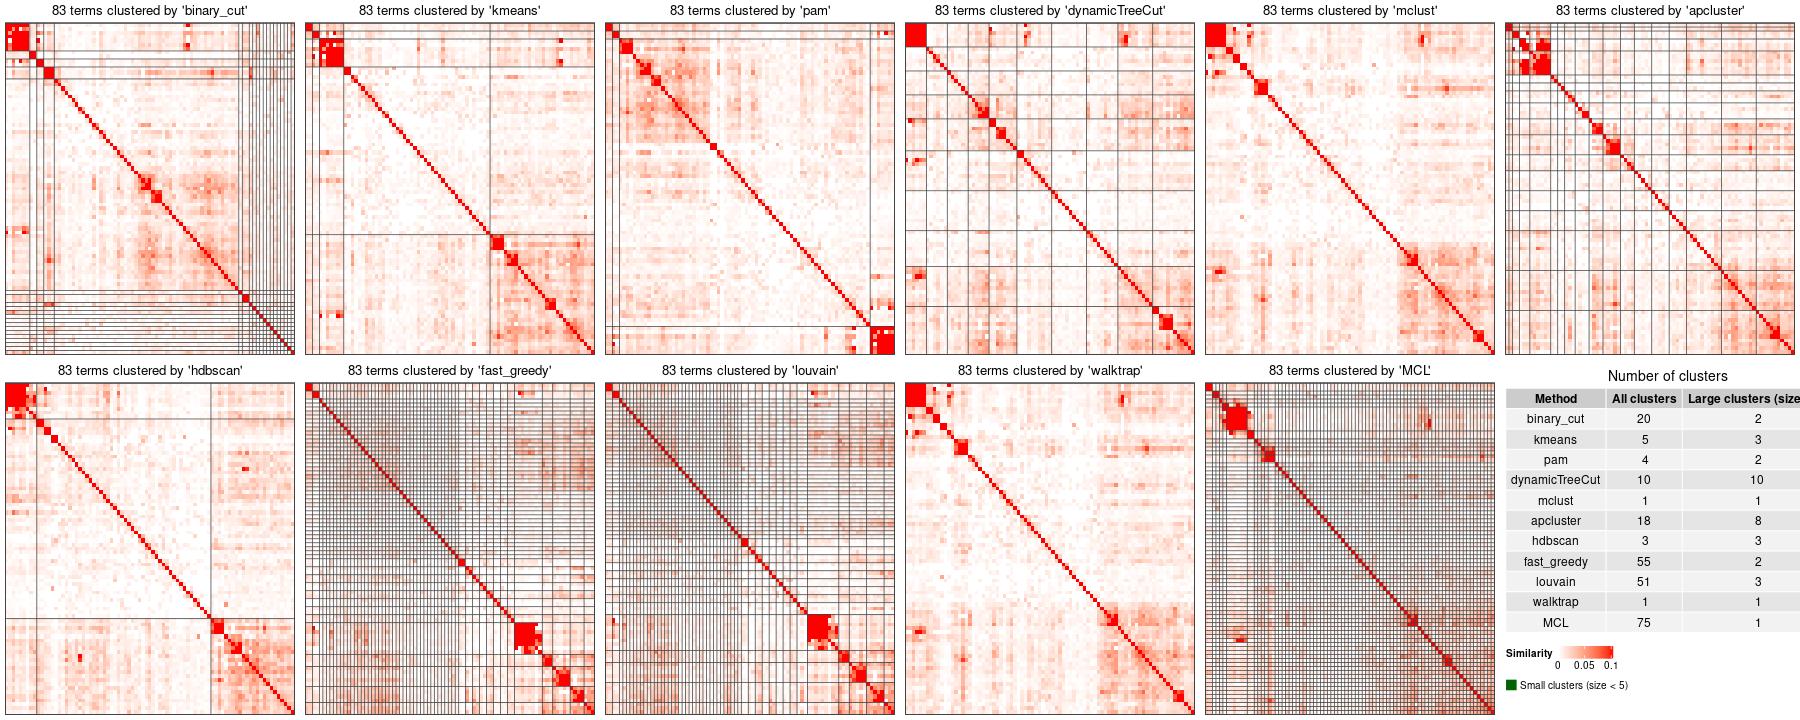 83 terms clustered by 'binary_cut'
83 terms clustered by 'kmeans'
83 terms clustered by 'pam'
83 terms clustered by 'dynamicTreeCut'
83 terms clustered by 'mclust'
83 terms clustered by 'apcluster'
83 terms clustered by 'hdbscan'
83 terms clustered by 'fast_greedy'
83 terms clustered by 'louvain'
83 terms clustered by 'walktrap'
83 terms clustered by 'MCL'
Number of clusters
Method All clusters Large clusters (size
binary_cut 20 2
kmeans 5 3
pam 4 2
dynamicTreeCut 10 10
mclust 1 1
apcluster 18 8
hdbscan 3 3
fast_greedy 55 2
louvain 51 3
walktrap 1 1
MCL 75 1
Similarity
0 0.05 0.1
Small clusters (size < 5)